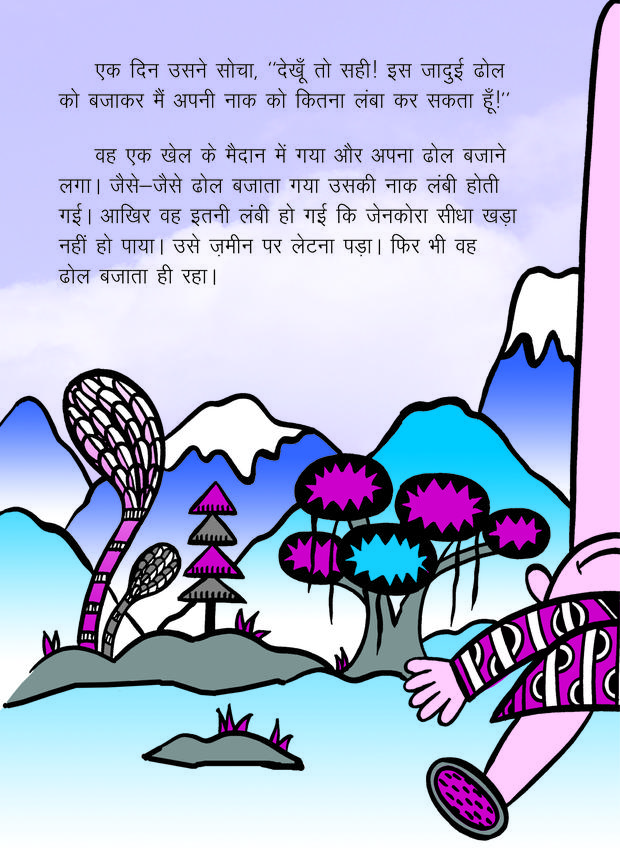 एक दिन उसने सोचा, ‘‘देखूँ तो सही! इस जादुई ढोल
को बजाकर मैं अपनी नाक को कितना लंबा कर सकता हूँ!’’
वह एक खेल के मैदान में गया और अपना ढोल बजाने
लगा। जैसे–जैसे ढोल बजाता गया उसकी नाक लंबी होती
गई। आखिर वह इतनी लंबी हो गई कि जेनकोरा सीधा खड़ा
नहीं हो पाया। उसे ज़मीन पर लेटना पड़ा। फिर भी वह
ढोल बजाता ही रहा।